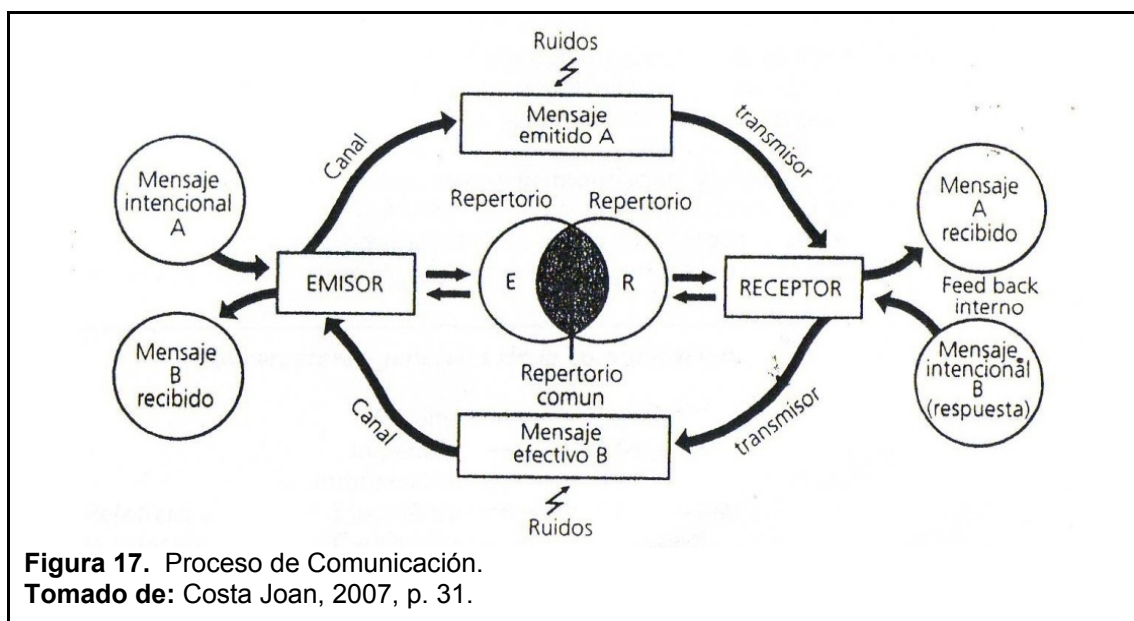 Ruidos
Mensaje
emitido A
Canal
transmisor
Mensaje
intencional
A
Mensaje
A
recibido
Repertorio
Repertorio
EMISOR
E
R
RECEPTOR
Feed back
interno
Mensaje
B
recibido
Mensaje
intencional
B
(respuesta)
Repertorio
comun
Canal
transmisor
Mensaje
efectivo B
Ruidos
Figura 17. Proceso de Comunicación.
Tomado de: Costa Joan, 2007, p. 31.